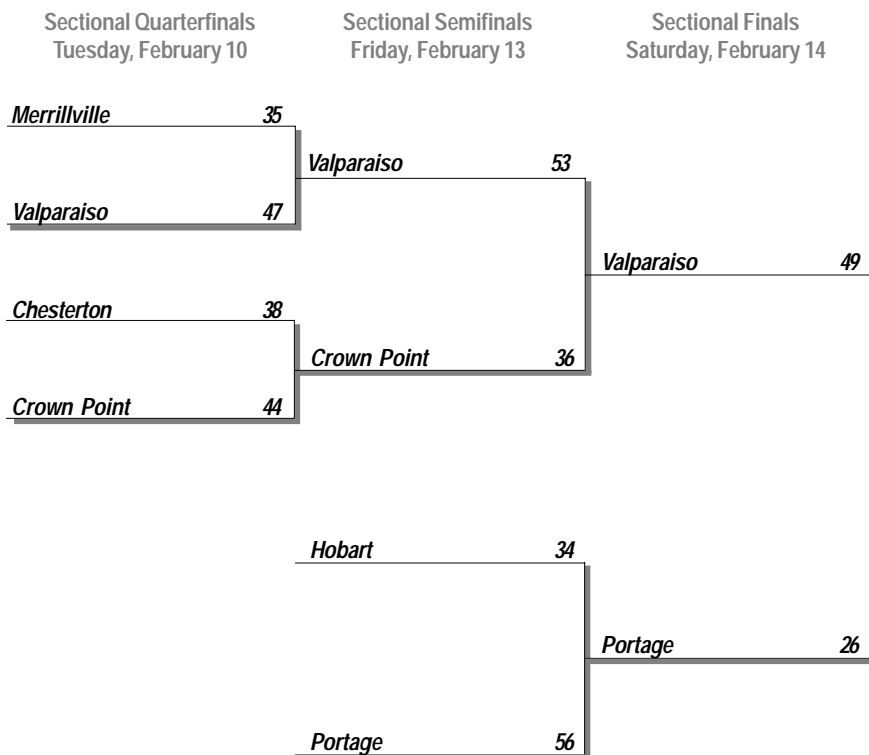 Sectional Quarterfinals
Tuesday, February 10
Sectional Semifinals
Friday, February 13
Sectional Finals
Saturday, February 14
Merrillville 35
Valparaiso 53
Valparaiso 47
Valparaiso 49
Chesterton 38
Crown Point 36
Crown Point 44
Hobart 34
Portage 26
Portage 56